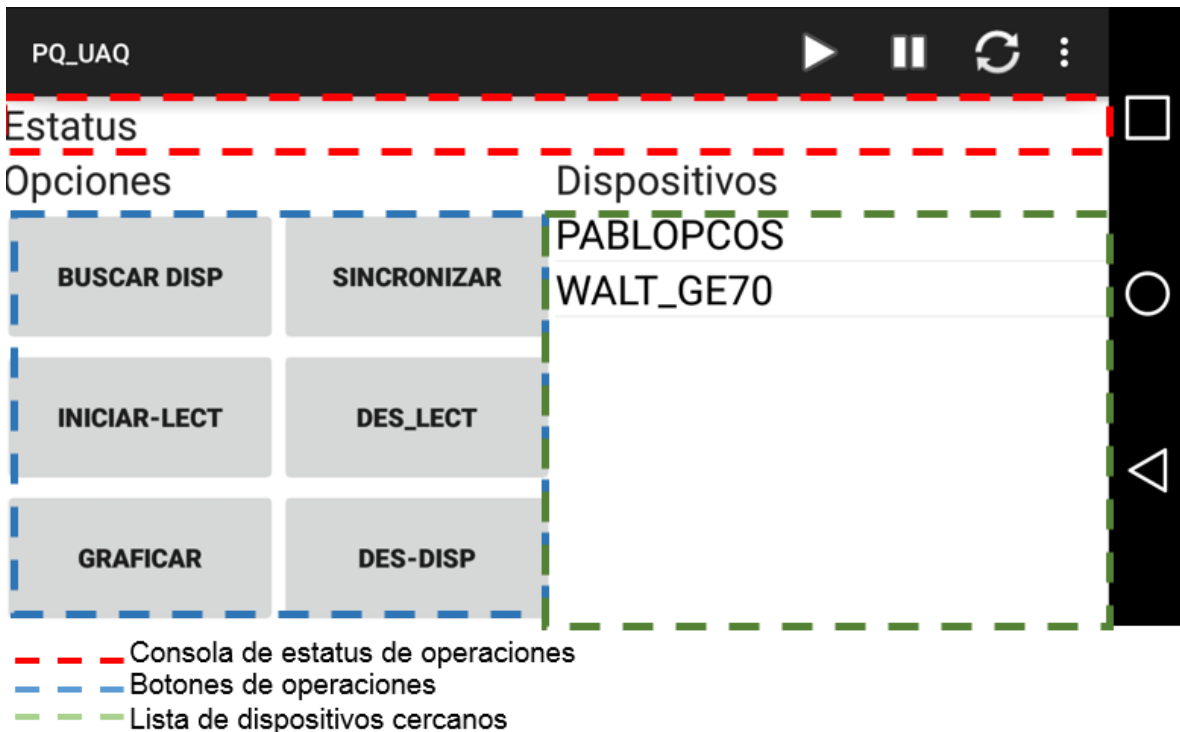 PQ_UAQ
Estatus
Opciones
Dispositivos
BUSCAR DISP
SINCRONIZAR
PABLOPCOS
WALT_GE70
INICIAR-LECT
DES_LECT
GRAFICAR
DES-DISP
Consola de estatus de operaciones
Botones de operaciones
Lista de dispositivos cercanos